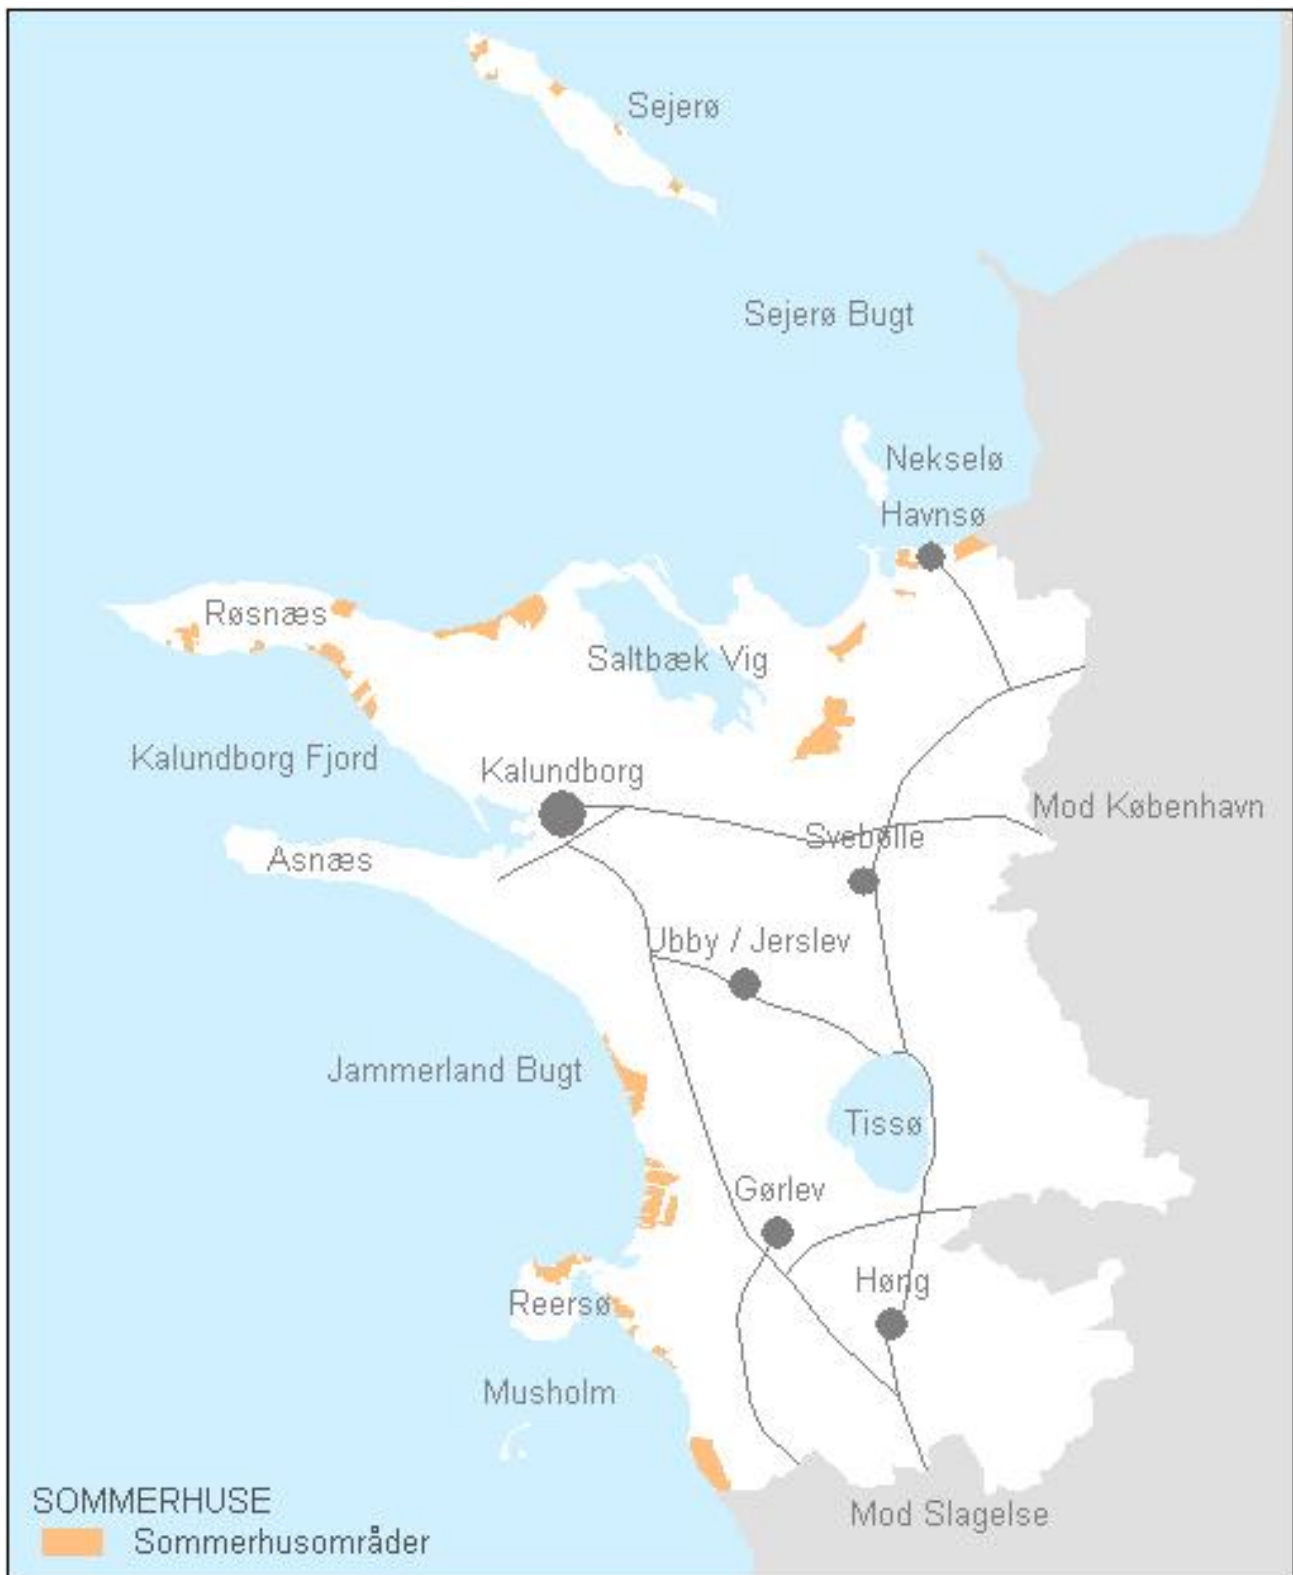 Sejerø
Sejerø Bugt
Nekselø
Havnsø
Røsnæs
Saltbæk Vig
Kalundborg Fjord
Kalundborg
Mod København
Svebølle
Asnæs
Ubby / Jerslev
Jammerland Bugt
Tissø
Gørlev
Høng
Reersø
Musholm
SOMMERHUSE
Mod Slagelse
Sommerhusområder